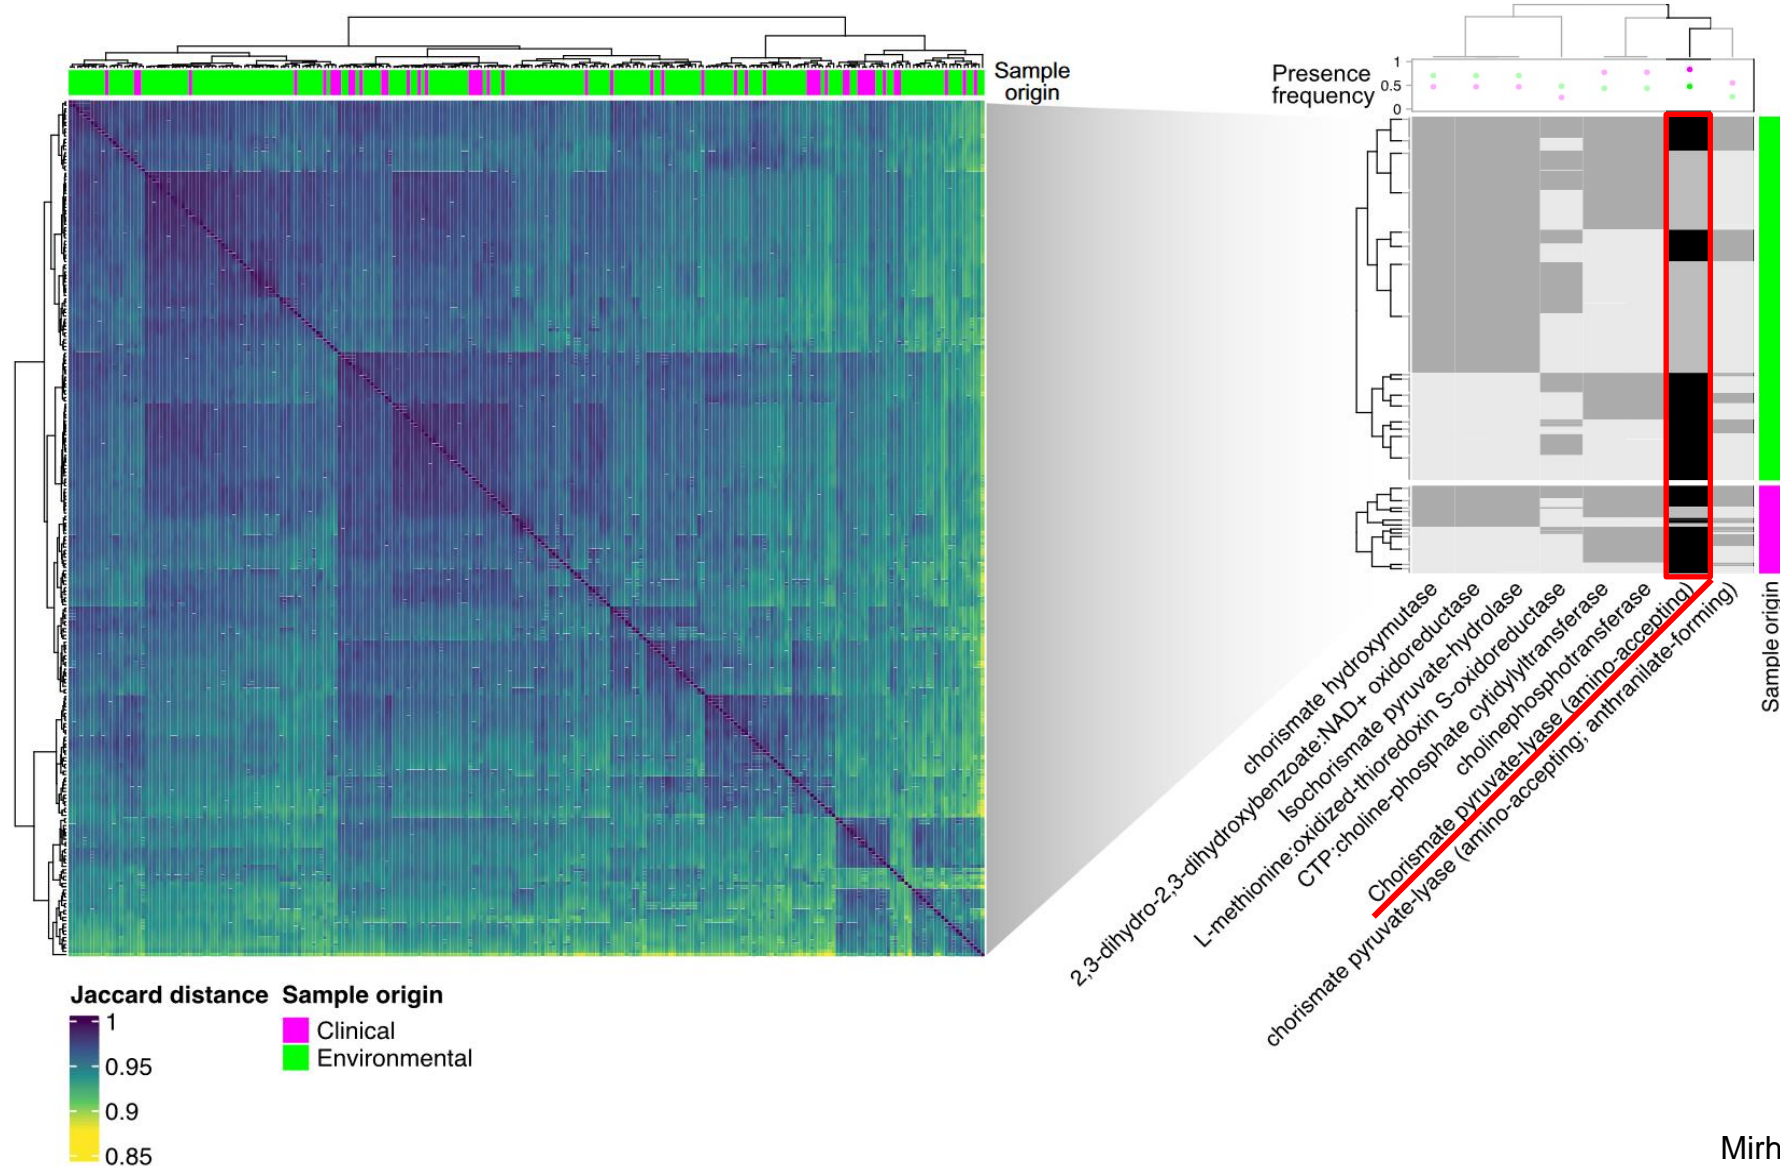 Sample
origin
Presence
frequency
1
0.5
0
chorismate hydroxymutase
2,3-dihydro-2,3-dihydroxybenzoate:NAD+ oxidoreductase
Isochorismate pyruvate-hydrolase
L-methionine:oxidized-thioredoxin S-oxidoreductase
CTP:choline-phosphate cytidylyltransferase
cholinephosphotransferase
Chorismate pyruvate-lyase (amino-accepting)
chorismate pyruvate-lyase (amino-accepting; anthranilate-forming)
Sample origin
Jaccard distance
1
0.95
0.9
0.85
Sample origin
Clinical
Environmental
Mirh